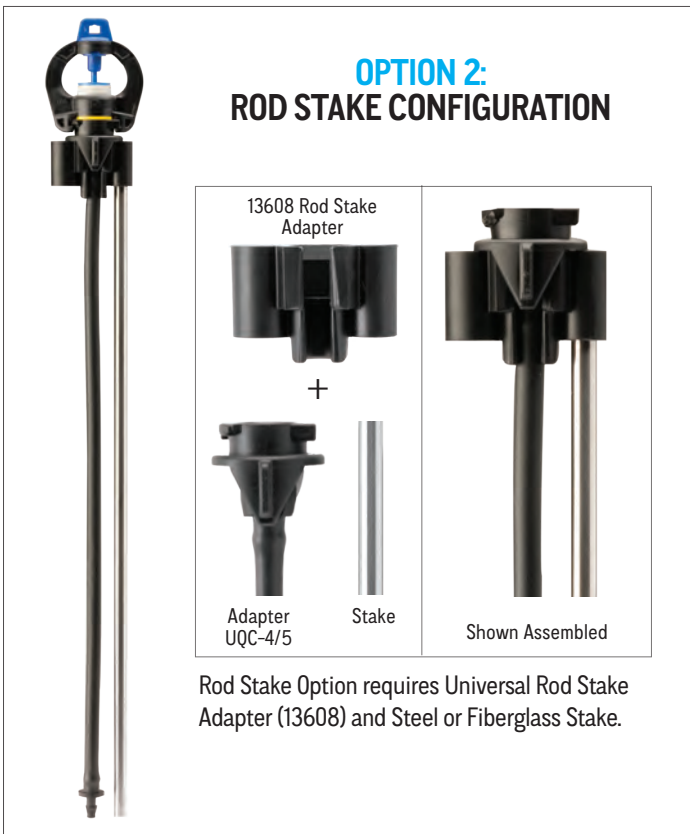 OPTION 2:
ROD STAKE CONFIGURATION
13608 Rod Stake
Adapter
+
Adapter
UQC-4/5
Stake
Shown Assembled
Rod Stake Option requires Universal Rod Stake
Adapter (13608) and Steel or Fiberglass Stake.